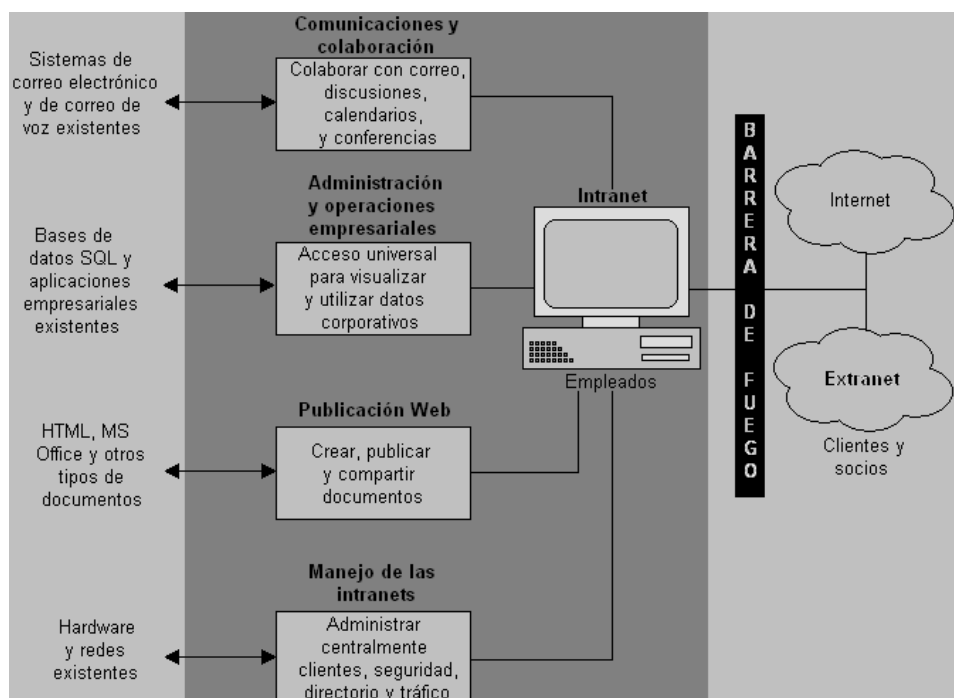 Comunicaciones y
colaboración
Sistemas de
correo electrónico
y de correo de
voz existentes
Colaborar con correo,
discusiones,
calendarios,
y conferencias
Administración
y operaciones
empresariales
Bases de
datos SQL y
aplicaciones
empresariales
existentes
Acceso universal
para visualizar
y utilizar datos
corporativos
Publicación Web
HTML, MS
Office y otros
tipos de
documentos
Crear, publicar
y compartir
documentos
Manejo de las
intranets
Hardware
y redes
existentes
Administrar
centralmente
clientes, seguridad,
directorio y tráfico
Intranet
Empleados
BARRERA DE FUEGO
Internet
Extranet
Clientes y
socios